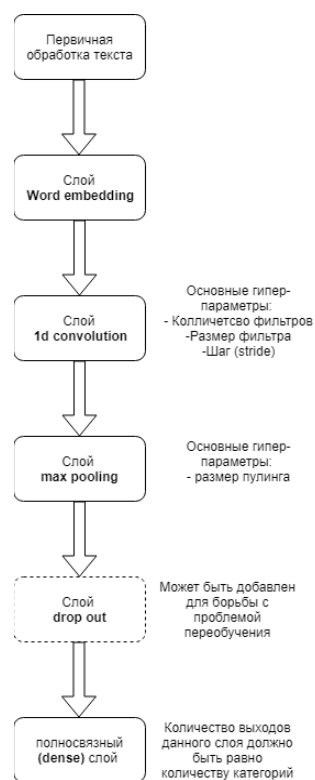 Первичная
обработка текста
Слой
Word embedding
Слой
1d convolution
Основные гипер-
параметры:
- Колличетсво фильтров
-Размер фильтра
-Шаг (stride)
Слой
max pooling
Основные гипер-
параметры:
- размер пулинга
Слой
drop out
Может быть добавлен
для борьбы с
проблемой
переобучения
полносвязный
(dense) слой
Количество выходов
данного слоя должно
быть равно
количеству категорий